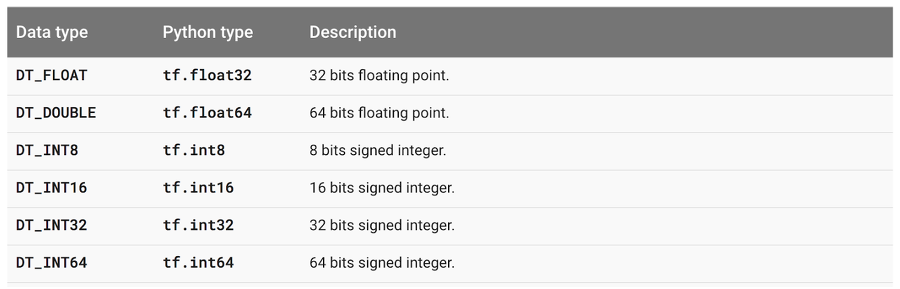 Data type Python type Description
DT_FLOAT tf.float32 32 bits floating point.
DT_DOUBLE tf.float64 64 bits floating point.
DT_INT8 tf.int8 8 bits signed integer.
DT_INT16 tf.int16 16 bits signed integer.
DT_INT32 tf.int32 32 bits signed integer.
DT_INT64 tf.int64 64 bits signed integer.